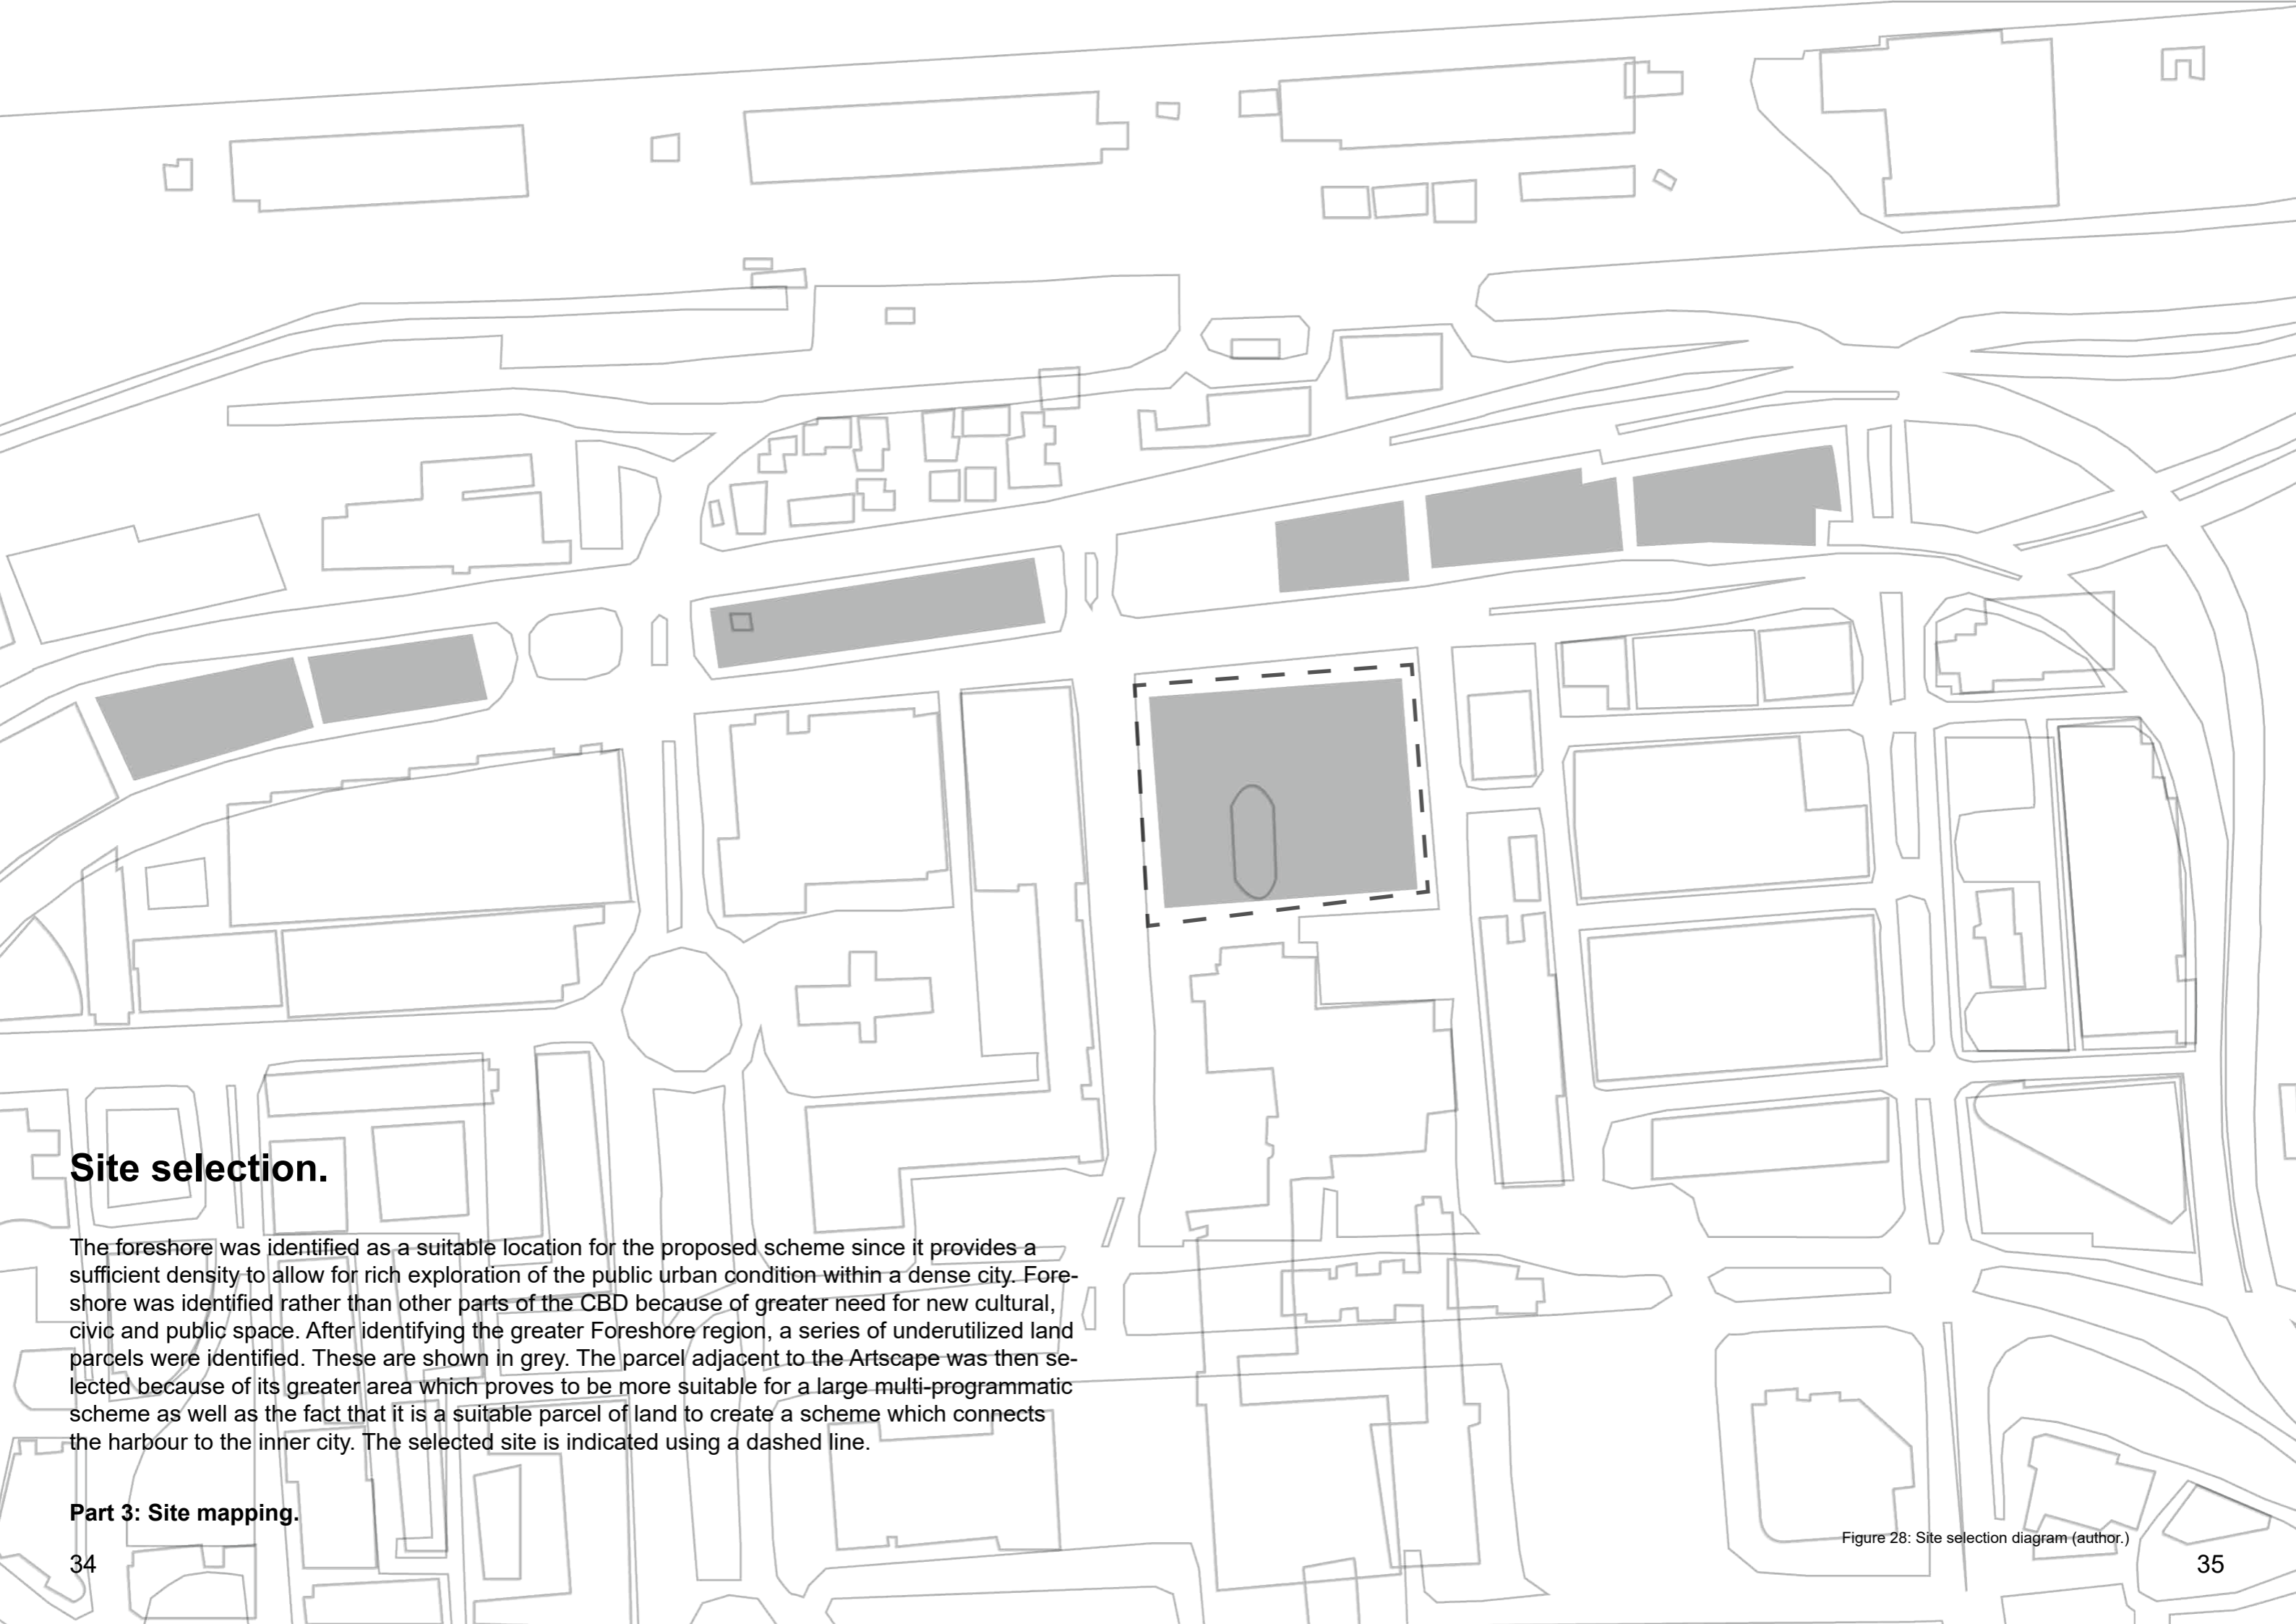 Site selection.
The foreshore was identified as a suitable location for the proposed scheme since it provides a
sufficient density to allow for rich exploration of the public urban condition within a dense city. Fore-
shore was identified rather than other parts of the CBD because of greater need for new cultural,
civic and public space. After identifying the greater Foreshore region, a series of underutilized land
parcels were identified. These are shown in grey. The parcel adjacent to the Artscape was then se-
lected because of its greater area which proves to be more suitable for a large multi-programmatic
scheme as well as the fact that it is a suitable parcel of land to create a scheme which connects
the harbour to the inner city. The selected site is indicated using a dashed line.
Part 3: Site mapping.
34
Figure 28: Site selection diagram (author.)
35